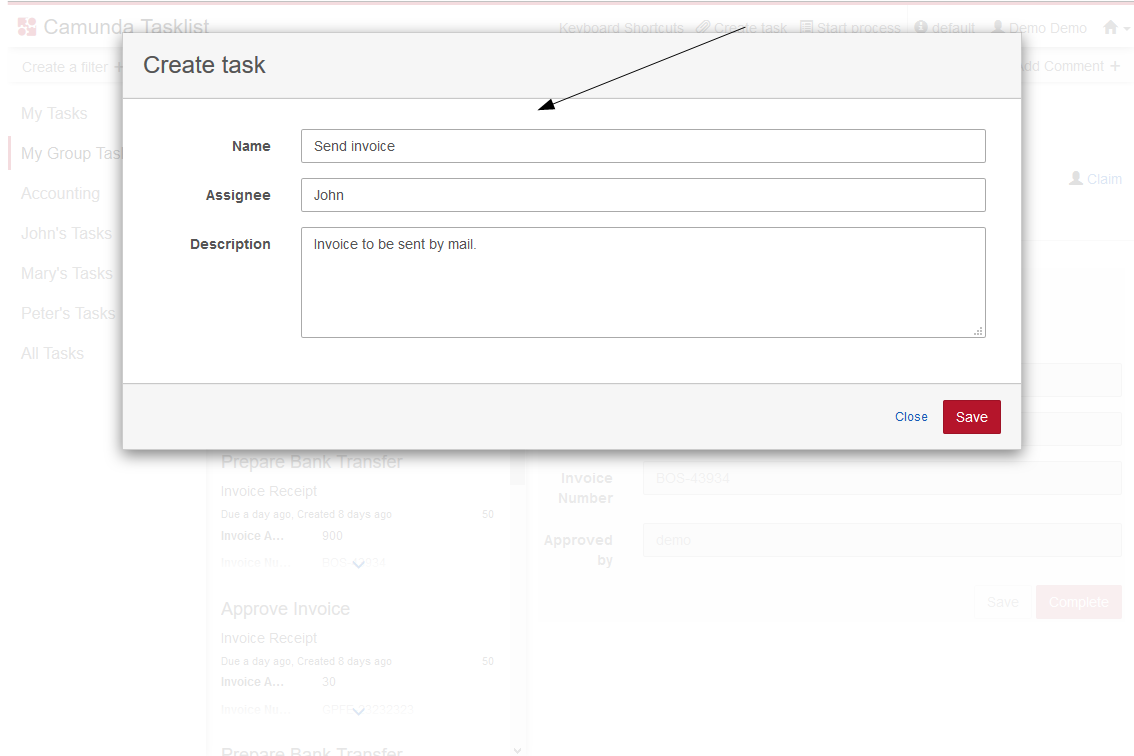 Camunda Tasklist
Keyboard Shortcuts Create task Start process default Demo Demo
Create a filter +
Add Comment +
Create task
My Tasks
My Group Tas
Accounting
John's Tasks
Mary's Tasks
Peter's Tasks
All Tasks
Name Send invoice
Assignee John
Description Invoice to be sent by mail.
Close Save
Claim
Prepare Bank Transfer
Invoice Receipt
Due a day ago, Created 8 days ago 50
Invoice A... 900
Invoice Nu... BOS-43934
Approve Invoice
Invoice Receipt
Due a day ago, Created 8 days ago 50
Invoice A... 30
Invoice Nu...
Prepare Bank Transfer
Invoice
Number
BOS-43934
Approved
by
demo
Save Complete